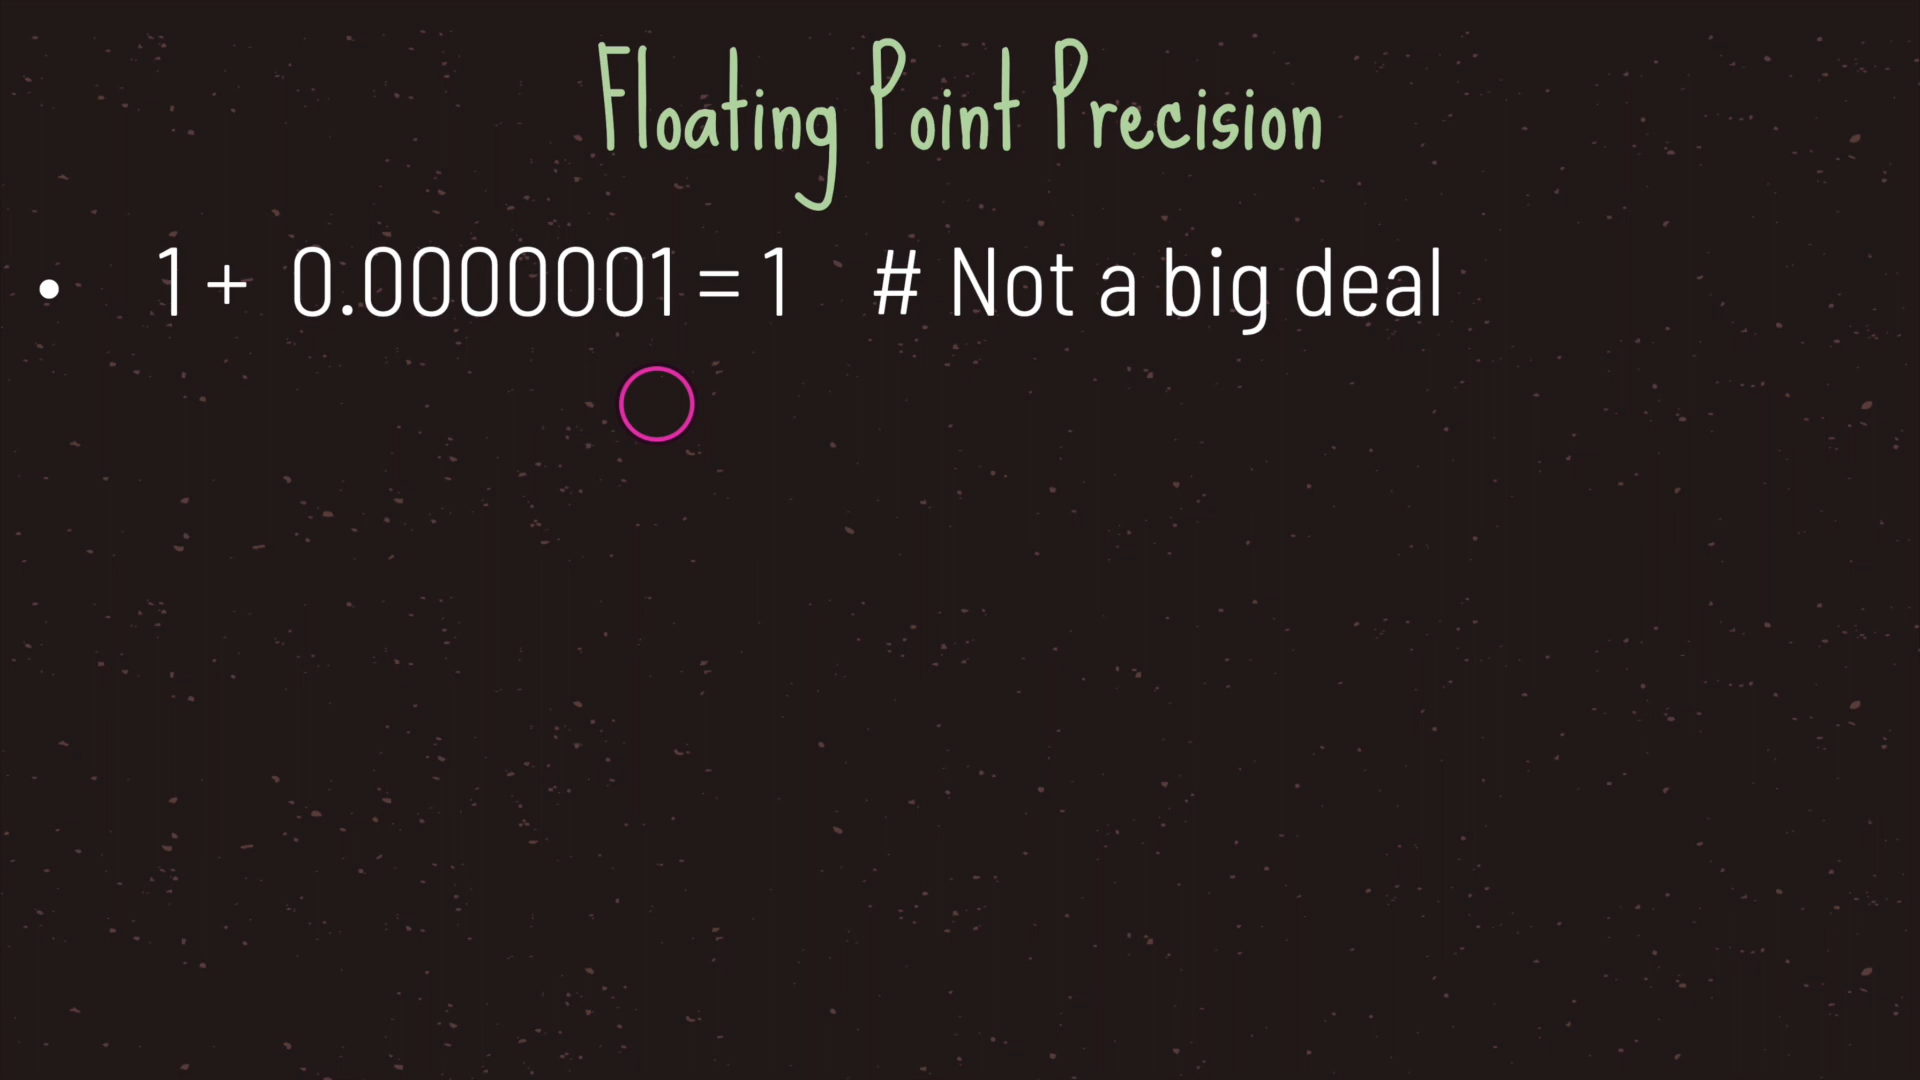 Floating Point Precision
• 1 + 0.0000001 = 1 # Not a big deal